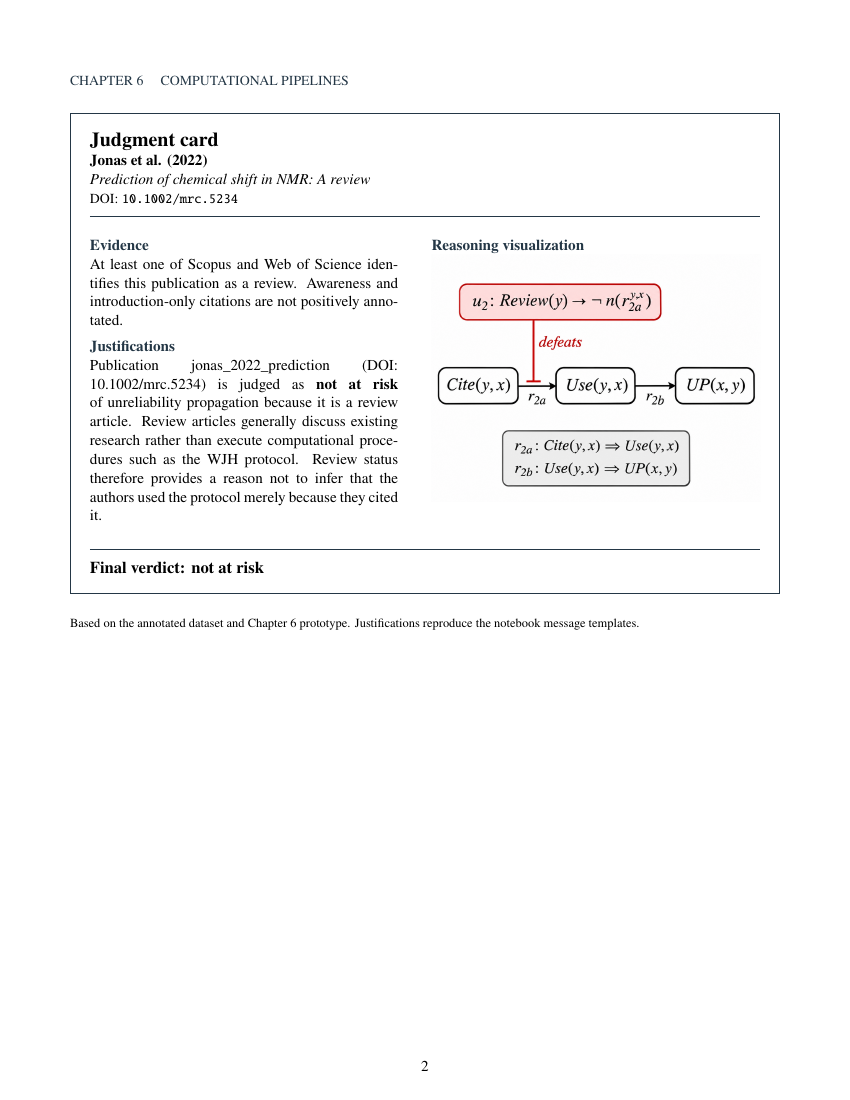 CHAPTER 6 COMPUTATIONAL PIPELINES
Judgment card
Jonas et al. (2022)
Prediction of chemical shift in NMR: A review
DOI: 10.1002/mrc.5234
Evidence
At least one of Scopus and Web of Science iden-
tifies this publication as a review. Awareness and
introduction-only citations are not positively anno-
tated.
Justifications
Publication jonas_2022_prediction (DOI:
10.1002/mrc.5234) is judged as not at risk
of unreliability propagation because it is a review
article. Review articles generally discuss existing
research rather than execute computational proce-
dures such as the WJH protocol. Review status
therefore provides a reason not to infer that the
authors used the protocol merely because they cited
it.
Reasoning visualization
u₂: Review(y) → ¬ n(r₂ₐ^{y,x})
defeats
Cite(y, x) r₂ₐ Use(y, x) r₂b UP(x, y)
r₂ₐ: Cite(y, x) ⇒ Use(y, x)
r₂b: Use(y, x) ⇒ UP(x, y)
Final verdict: not at risk
Based on the annotated dataset and Chapter 6 prototype. Justifications reproduce the notebook message templates.
2